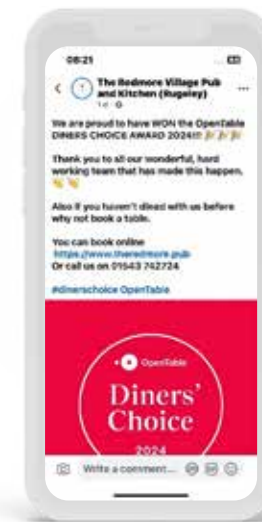 08:21
The Redmore Village Pub
and Kitchen (Rugeley)
1d
We are proud to have WON the OpenTable
DINERS CHOICE AWARD 2024!!! 🎉🎉🎉
Thank you to all our wonderful, hard
working team that has made this happen.
👏👏
Also if you haven't dined with us before
why not book a table.
You can book online
https://www.theredmore.pub
Or call us on 01543 742724
#dinerschoice OpenTable
OpenTable
Diners'
Choice
2024
Write a comment...
GIF